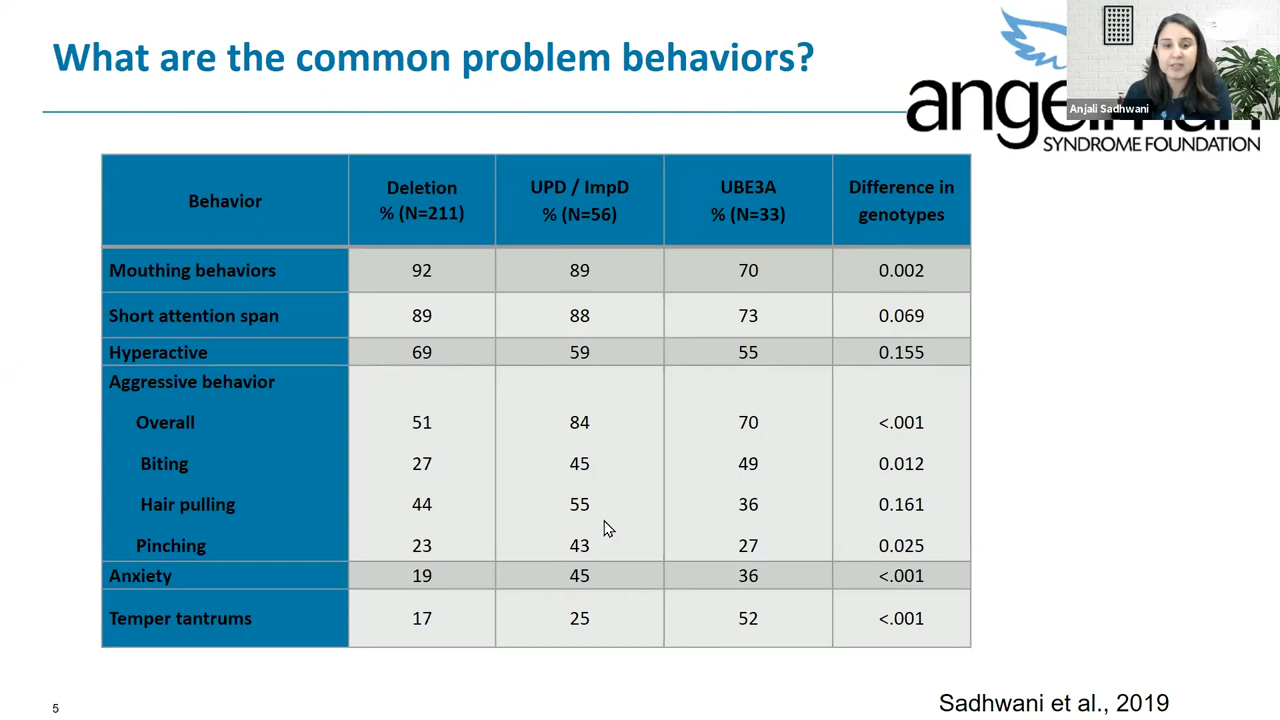 What are the common problem behaviors?
Anjali Sadhwani
SYNDROME FOUNDATION
Behavior Deletion % (N=211) UPD / ImpD % (N=56) UBE3A % (N=33) Difference in genotypes
Mouthing behaviors 92 89 70 0.002
Short attention span 89 88 73 0.069
Hyperactive 69 59 55 0.155
Aggressive behavior
Overall 51 84 70 <.001
Biting 27 45 49 0.012
Hair pulling 44 55 36 0.161
Pinching 23 43 27 0.025
Anxiety 19 45 36 <.001
Temper tantrums 17 25 52 <.001
5
Sadhwani et al., 2019